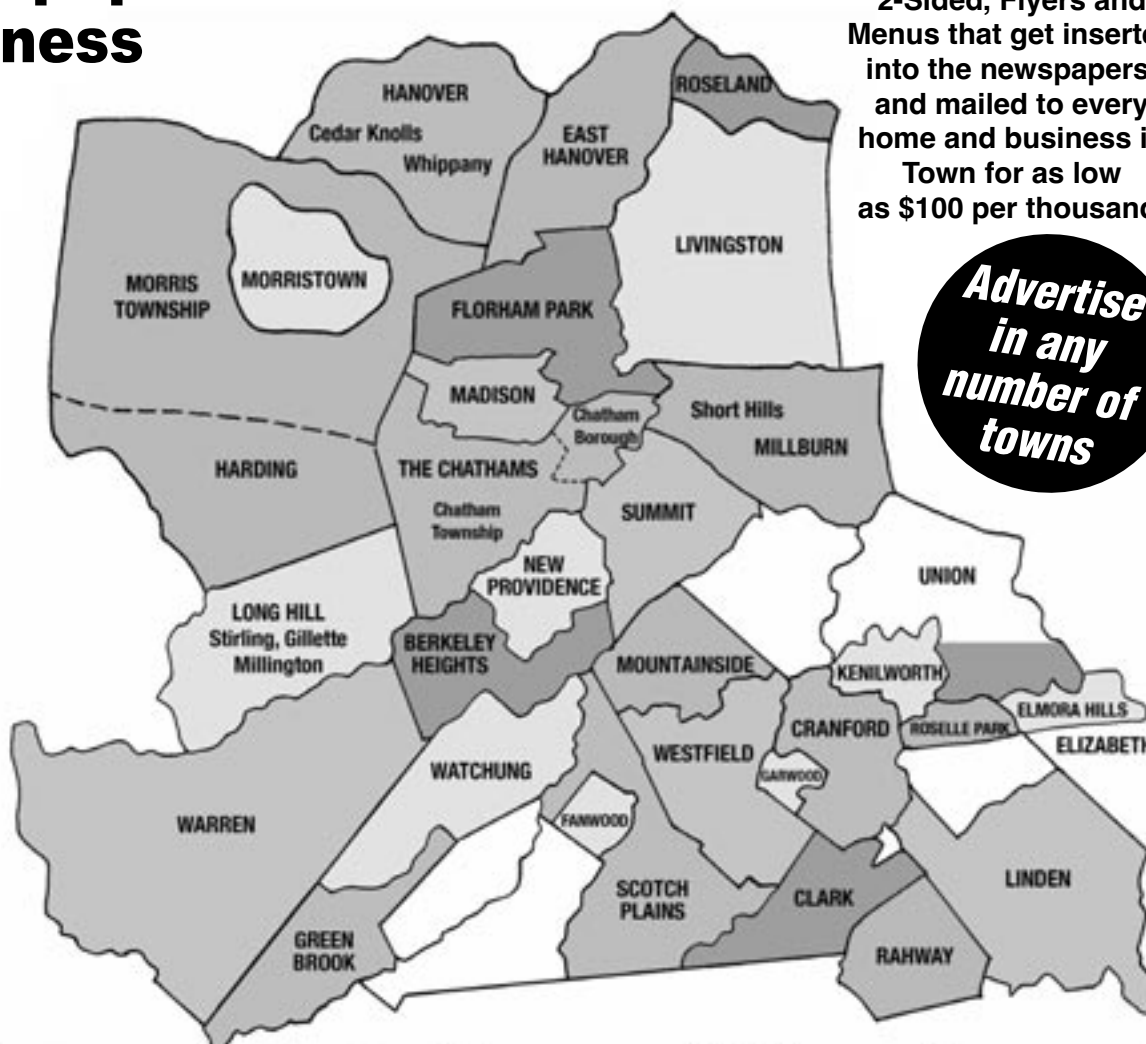 ness
2-Sided, Flyers and
Menus that get
into the newspapers
and mailed to every
home and business
Town for as low
as $100 per
Advertise
in any
number of
towns
HANOVER
Cedar Knolls
Whippany
EAST
HANOVER
ROSELAND
LIVINGSTON
MORRIS
TOWNSHIP
MORRISTOWN
FLORHAM PARK
MADISON
Chatham
Borough
Short Hills
MILLBURN
HARDING
THE CHATHAMS
Chatham
Township
SUMMIT
NEW
PROVIDENCE
UNION
LONG HILL
Stirling, Gillette
Millington
BERKELEY
HEIGHTS
MOUNTAINSIDE
KENILWORTH
ELMORA HILLS
ROSELLE PARK
CRANFORD
ELIZABETH
WESTFIELD
GARWOOD
WATCHUNG
WARREN
FANWOOD
LINDEN
SCOTCH
PLAINS
CLARK
GREEN
BROOK
RAHWAY